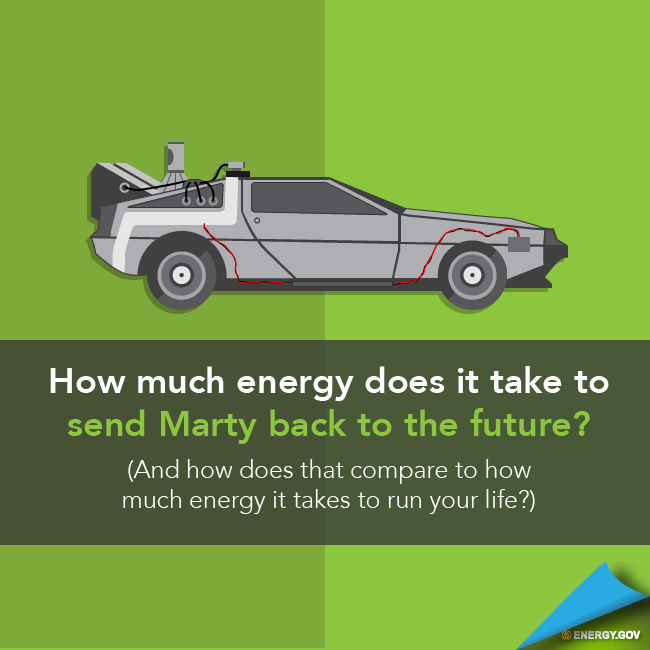 How much energy does it take to
send Marty back to the future?
(And how does that compare to how
much energy it takes to run your life?)
ENERGY.GOV